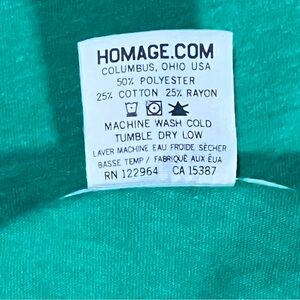 HOMAGE.COM
COLUMBUS, OHIO USA
50% POLYESTER
25% COTTON 25% RAYON
MACHINE WASH COLD
TUMBLE DRY LOW
LAVER MACHINE EAU FROIDE SÉCHER
BASSE TEMP / FABRIQUÉ AUX ÉUA
RN 122964 CA 15387